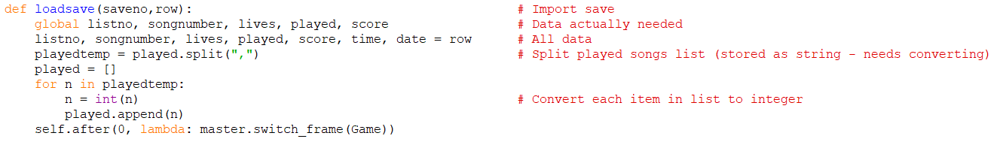 def loadsave(saveno,row): # Import save
    global listno, songnumber, lives, played, score # Data actually needed
    listno, songnumber, lives, played, score, time, date = row # All data
    playedtemp = played.split(",") # Split played songs list (stored as string - needs converting)
    played = []
    for n in playedtemp:
        n = int(n) # Convert each item in list to integer
        played.append(n)
    self.after(0, lambda: master.switch_frame(Game))